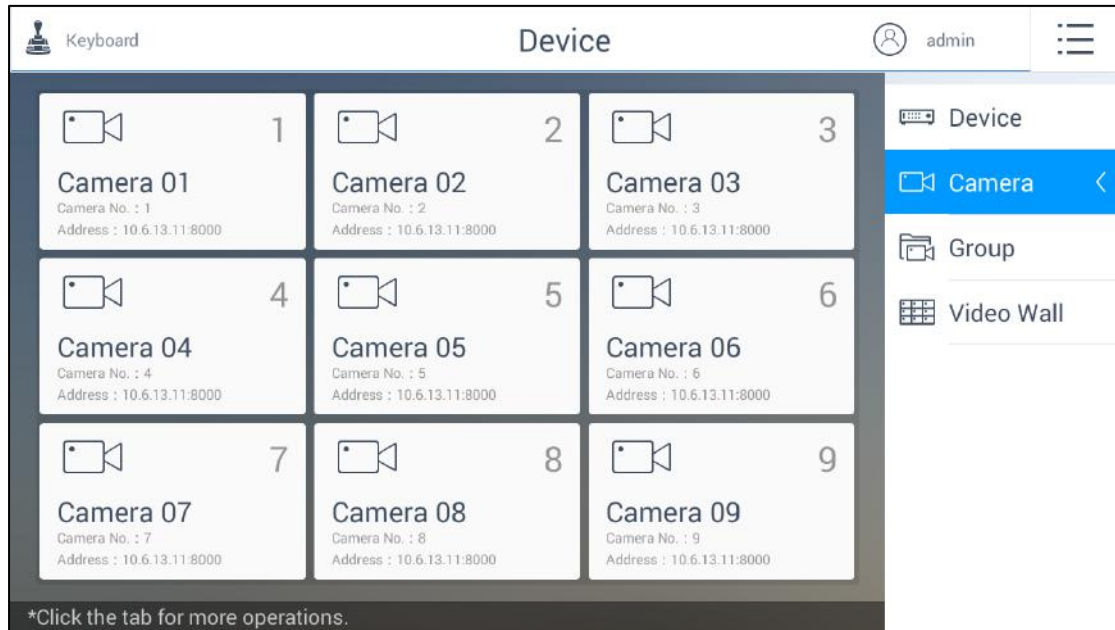 Keyboard
Device
admin
1
Camera 01
Camera No. : 1
Address : 10.6.13.11:8000
2
Camera 02
Camera No. : 2
Address : 10.6.13.11:8000
3
Camera 03
Camera No. : 3
Address : 10.6.13.11:8000
4
Camera 04
Camera No. : 4
Address : 10.6.13.11:8000
5
Camera 05
Camera No. : 5
Address : 10.6.13.11:8000
6
Camera 06
Camera No. : 6
Address : 10.6.13.11:8000
7
Camera 07
Camera No. : 7
Address : 10.6.13.11:8000
8
Camera 08
Camera No. : 8
Address : 10.6.13.11:8000
9
Camera 09
Camera No. : 9
Address : 10.6.13.11:8000
Device
Camera
Group
Video Wall
*Click the tab for more operations.